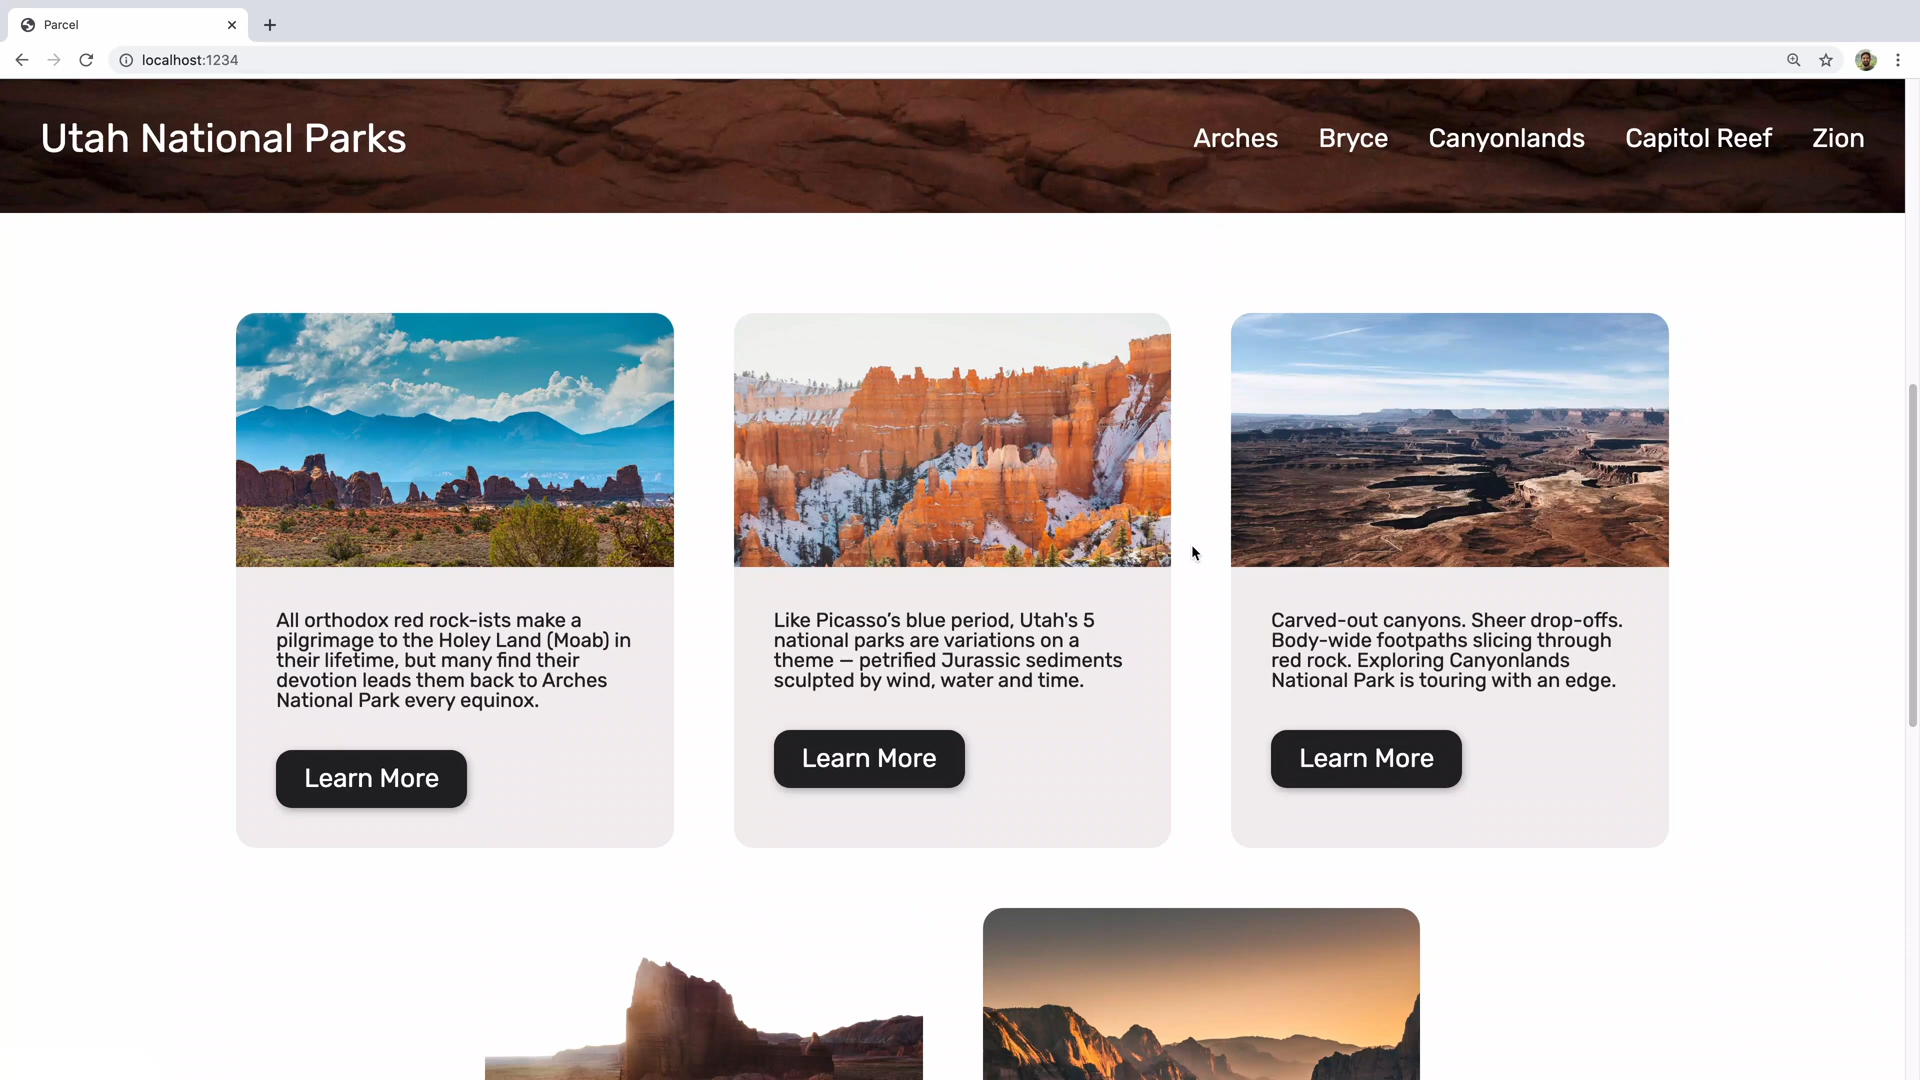 Parcel
localhost:1234
Utah National Parks
Arches Bryce Canyonlands Capitol Reef Zion
All orthodox red rock-ists make a
pilgrimage to the Holey Land (Moab) in
their lifetime, but many find their
devotion leads them back to Arches
National Park every equinox.
Learn More
Like Picasso’s blue period, Utah's 5
national parks are variations on a
theme — petrified Jurassic sediments
sculpted by wind, water and time.
Learn More
Carved-out canyons. Sheer drop-offs.
Body-wide footpaths slicing through
red rock. Exploring Canyonlands
National Park is touring with an edge.
Learn More